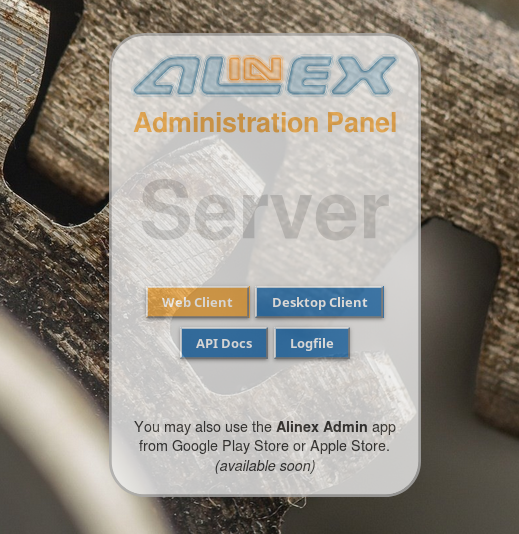 ALINEX
Administration Panel
Server
Web Client
Desktop Client
API Docs
Logfile
You may also use the Alinex Admin app
from Google Play Store or Apple Store.
(available soon)